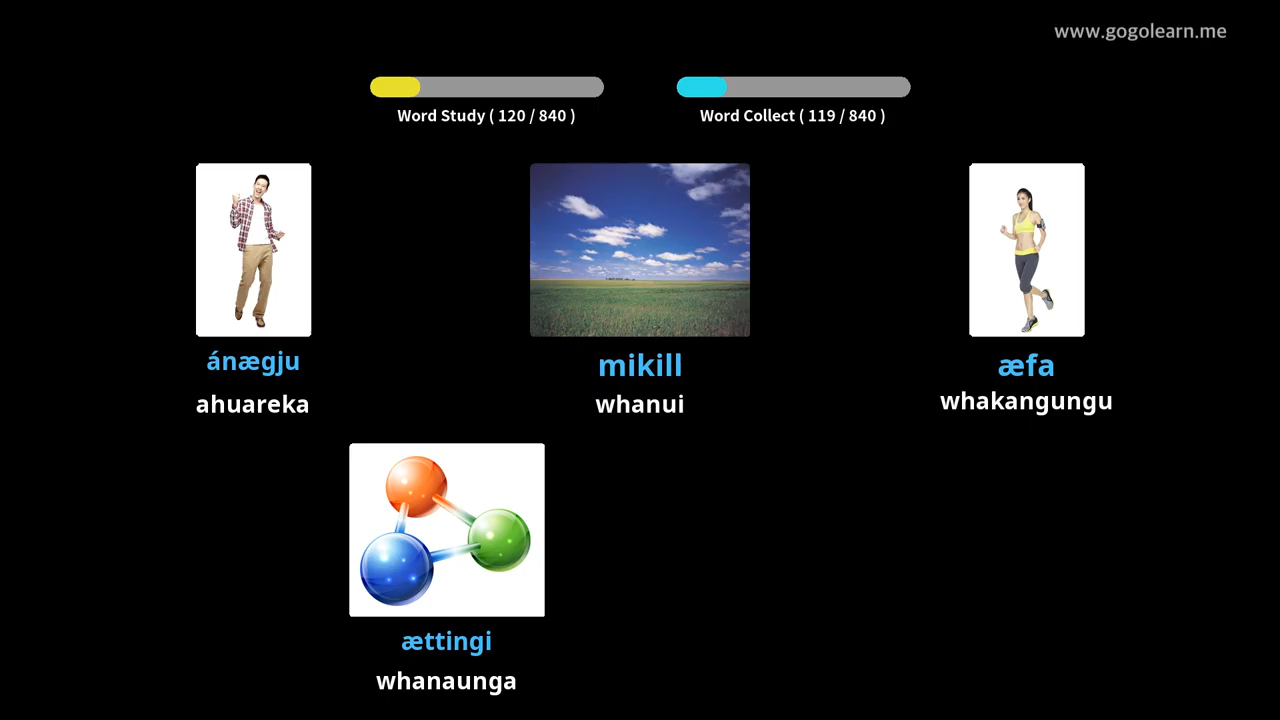 www.gogolearn.me
Word Study ( 120 / 840 )
Word Collect ( 119 / 840 )
ánægju
ahuareka
mikill
whanui
æfa
whakangungu
ættingi
whanaunga